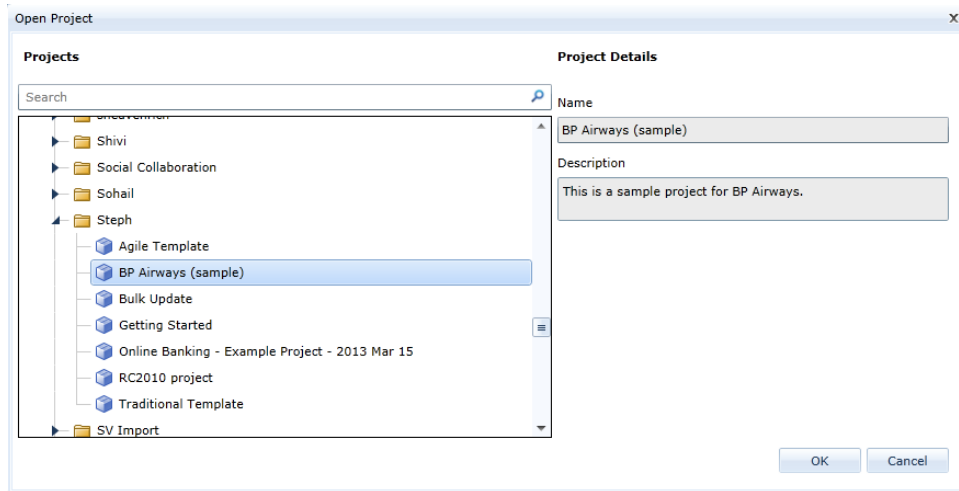 Open Project
X
Projects
Search
Shivi
Social Collaboration
Sohail
Steph
Agile Template
BP Airways (sample)
Bulk Update
Getting Started
Online Banking - Example Project - 2013 Mar 15
RC2010 project
Traditional Template
SV Import
Project Details
Name
BP Airways (sample)
Description
This is a sample project for BP Airways.
OK
Cancel